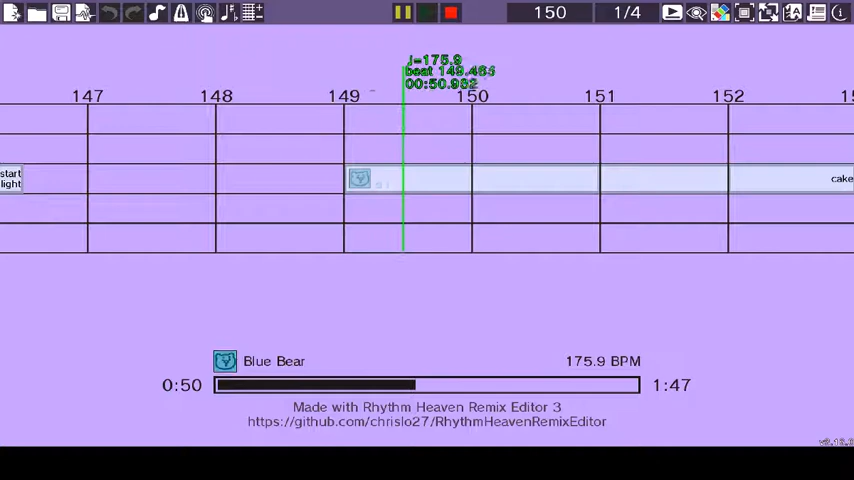 150 1/4
♩=175.9
beat 149.465
00:50.982
147 148 149 150 151 152
start
light
cake
Blue Bear 175.9 BPM
0:50 1:47
Made with Rhythm Heaven Remix Editor 3
https://github.com/chrislo27/RhythmHeavenRemixEditor